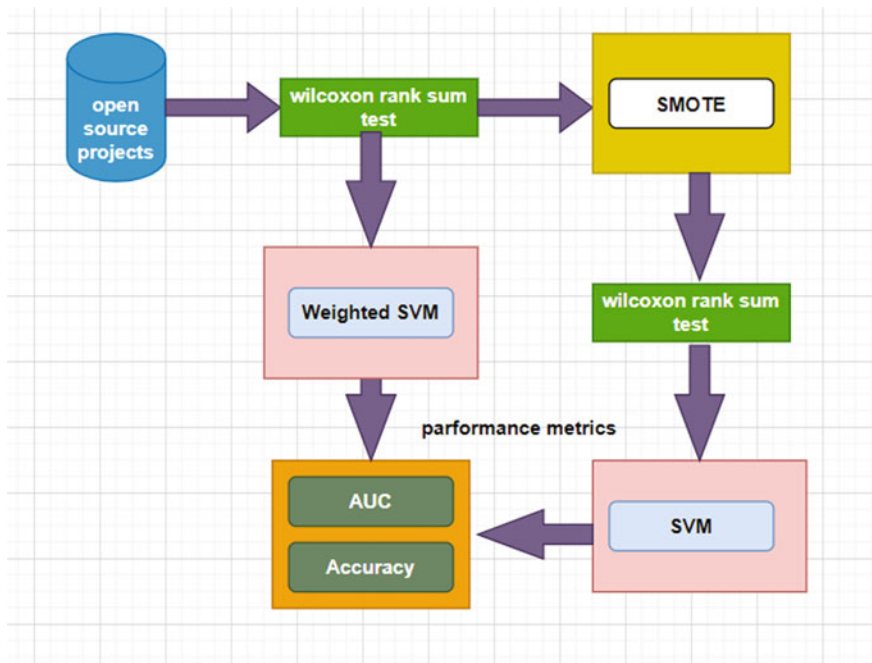 open
source
projects
wilcoxon rank sum
test
SMOTE
Weighted SVM
wilcoxon rank sum
test
parformance metrics
AUC
Accuracy
SVM